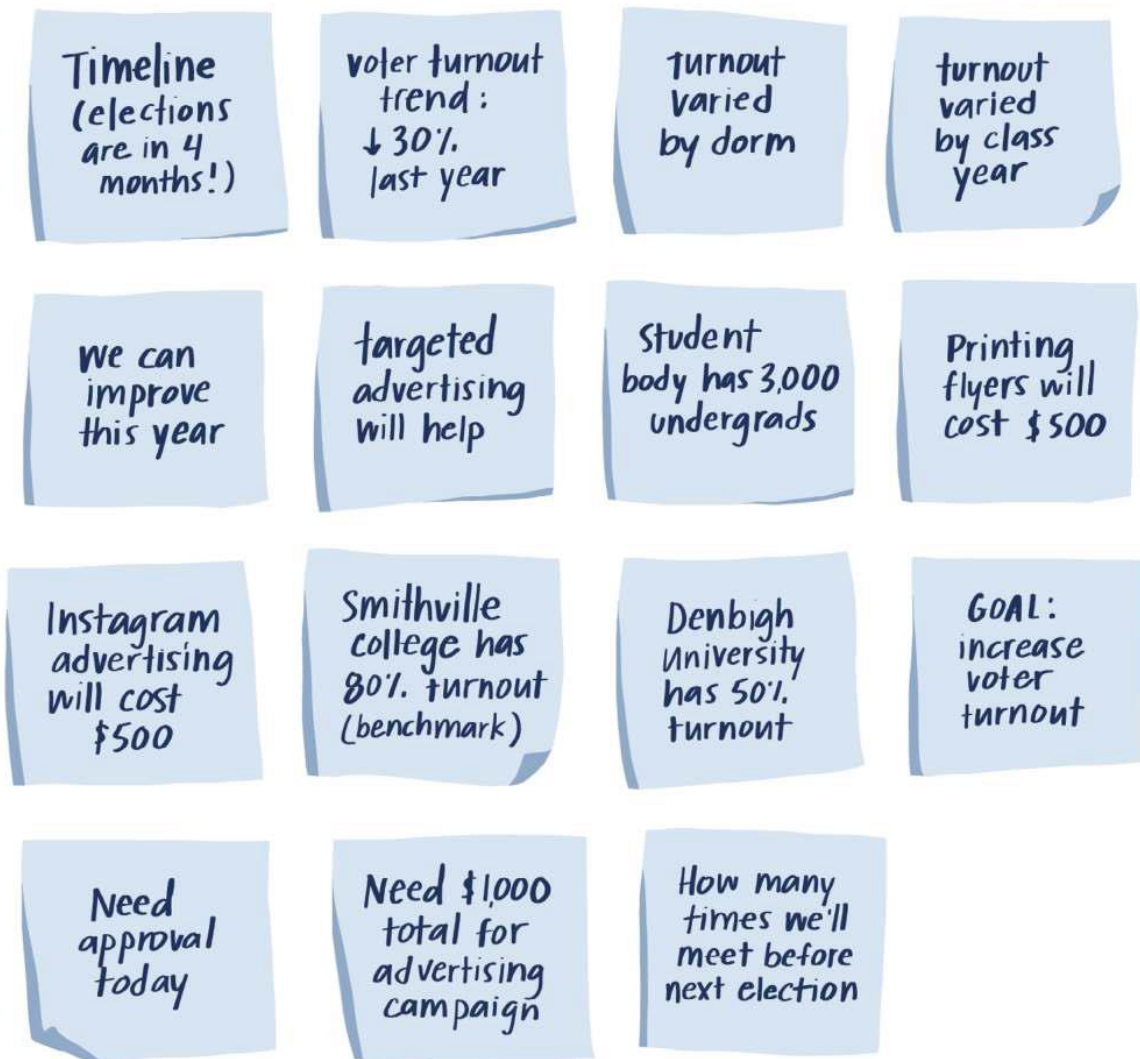 Timeline
(elections
are in 4
months!)
voter turnout
trend:
↓ 30%
last year
turnout
varied
by dorm
turnout
varied
by class
year
we can
improve
this year
targeted
advertising
will help
Student
body has 3,000
undergrads
Printing
flyers will
cost $500
Instagram
advertising
will cost
$500
Smithville
college has
80% turnout
(benchmark)
Denbigh
university
has 50%
turnout
GOAL:
increase
voter
turnout
Need
approval
today
Need $1,000
total for
advertising
campaign
How many
times we'll
meet before
next election